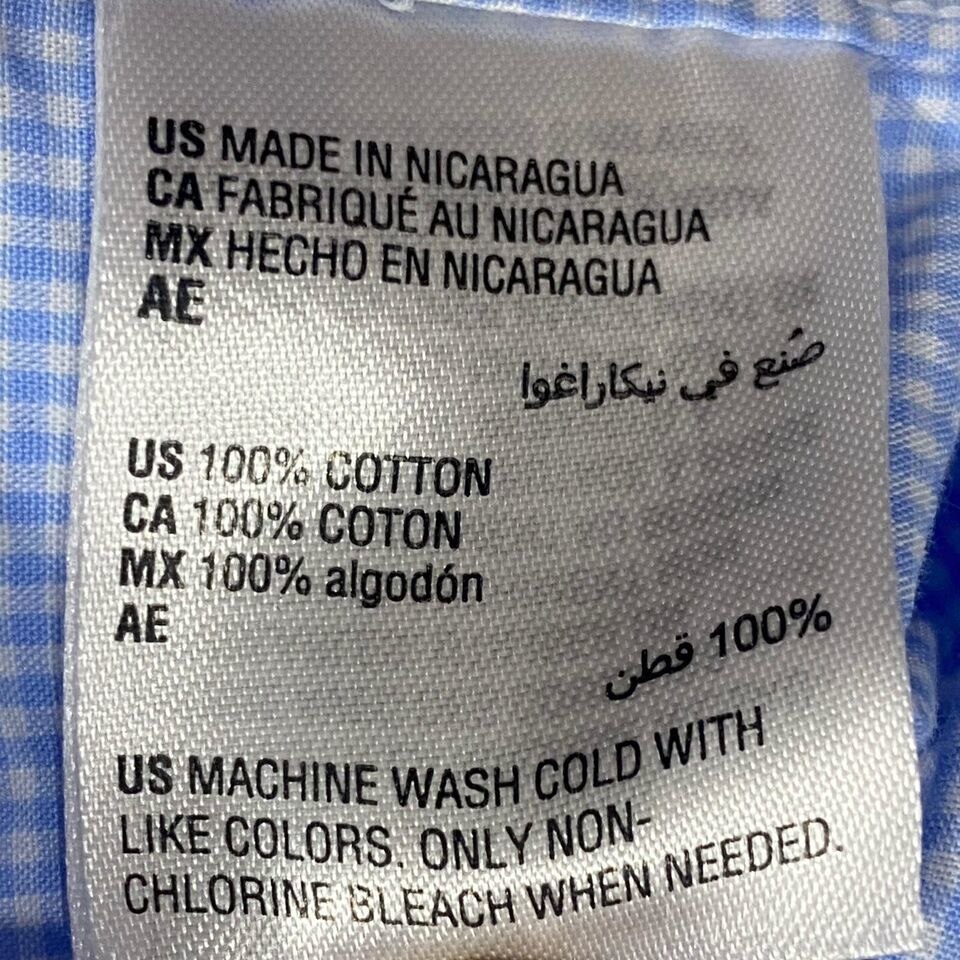 US MADE IN NICARAGUA
CA FABRIQUÉ AU NICARAGUA
MX HECHO EN NICARAGUA
AE
صُنع في نيكاراغوا
US 100% COTTON
CA 100% COTON
MX 100% algodón
AE
100% قطن
US MACHINE WASH COLD WITH
LIKE COLORS. ONLY NON-
CHLORINE BLEACH WHEN NEEDED.